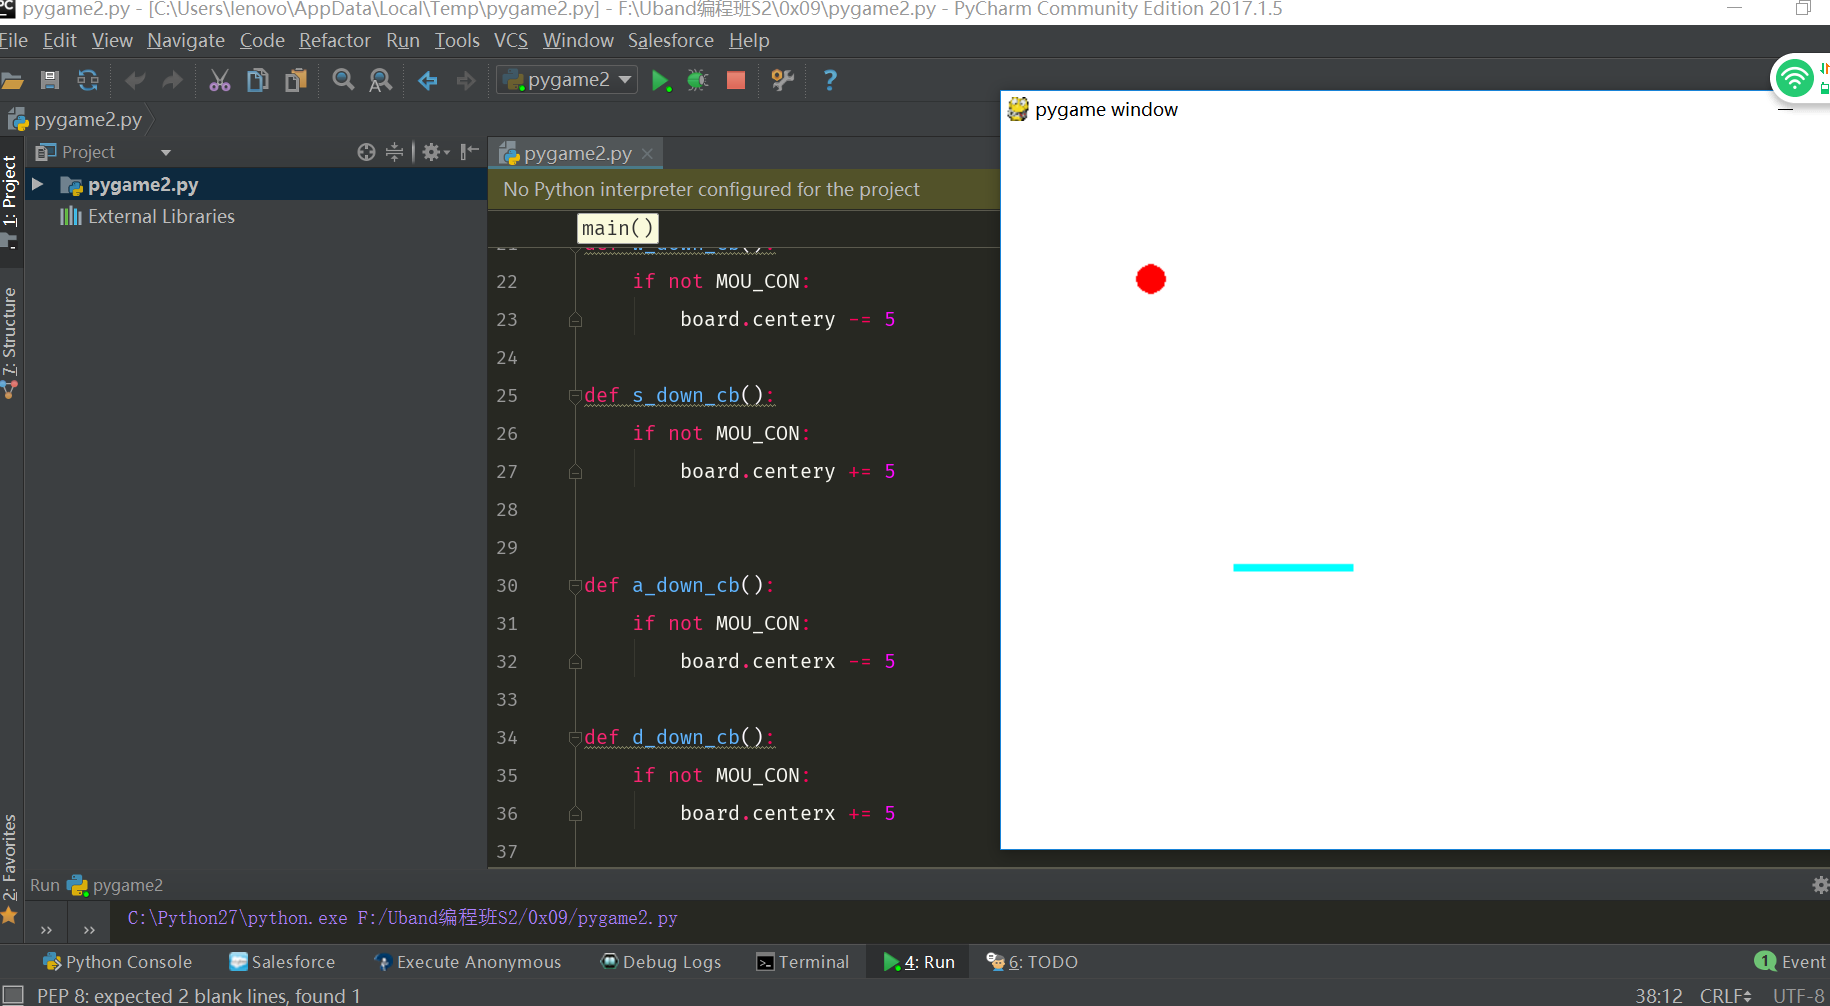 pygame2.py - [C:\Users\lenovo\AppData\Local\Temp\pygame2.py] - F:\Uband编程班S2\0x09\pygame2.py - PyCharm Community Edition 2017.1.5
File Edit View Navigate Code Refactor Run Tools VCS Window Salesforce Help
pygame2
pygame2.py
Project
pygame2.py
No Python interpreter configured for the project
pygame2.py
External Libraries
1: Project
7: Structure
2: Favorites
main()
22 if not MOU_CON:
23 board.centery -= 5
24
25 def s_down_cb():
26 if not MOU_CON:
27 board.centery += 5
28
29
30 def a_down_cb():
31 if not MOU_CON:
32 board.centerx -= 5
33
34 def d_down_cb():
35 if not MOU_CON:
36 board.centerx += 5
37
pygame window
Run pygame2
C:\Python27\python.exe F:/Uband编程班S2/0x09/pygame2.py
Python Console Salesforce Execute Anonymous Debug Logs Terminal 4: Run 6: TODO 1 Event
PEP 8: expected 2 blank lines, found 1 38:12 CRLF UTF-8